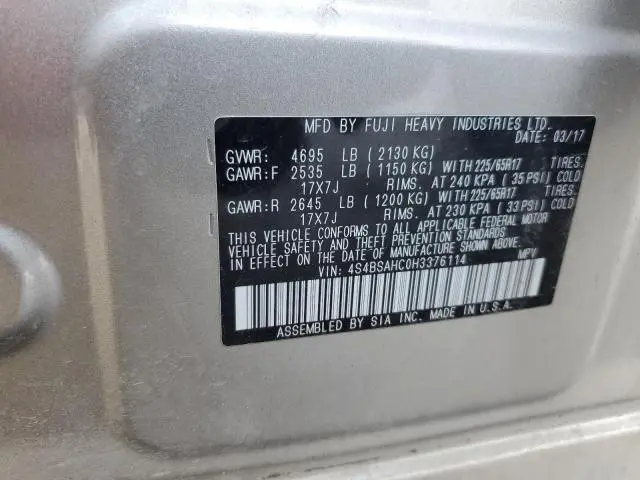 MFD BY FUJI HEAVY INDUSTRIES LTD.
DATE: 03/17
GVWR: 4695 LB (2130 KG)
GAWR:F 2535 LB (1150 KG) WITH 225/65R17 TIRES.
17X7J RIMS. AT 240 KPA (35 PSI) COLD
GAWR:R 2645 LB (1200 KG) WITH 225/65R17 TIRES.
17X7J RIMS. AT 230 KPA (33 PSI) COLD
THIS VEHICLE CONFORMS TO ALL APPLICABLE FEDERAL MOTOR
VEHICLE SAFETY AND THEFT PREVENTION STANDARDS IN
EFFECT ON THE DATE OF MANUFACTURE SHOWN ABOVE.
VIN: 4S4BSAHC0H3376114 MPV
ASSEMBLED BY SIA INC. MADE IN U.S.A.